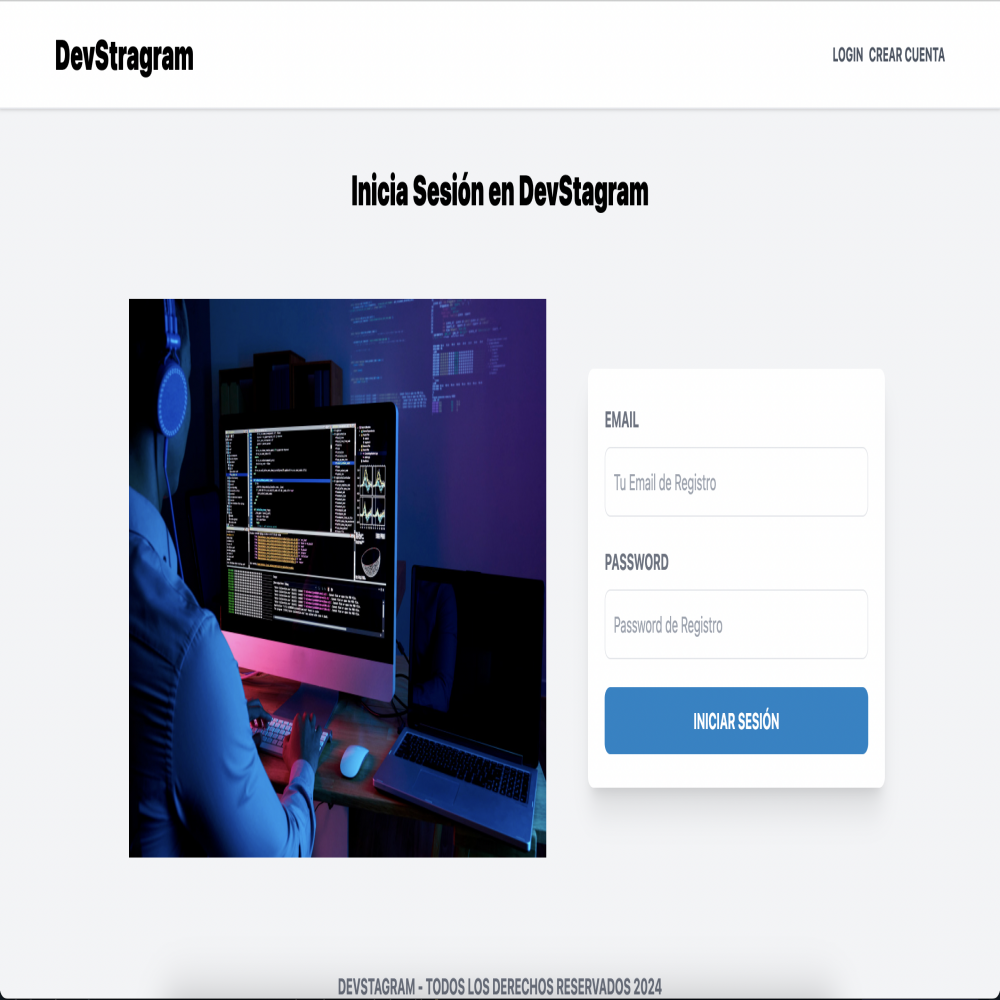 DevStragram
LOGIN CREAR CUENTA
Inicia Sesión en DevStagram
EMAIL
Tu Email de Registro
PASSWORD
Password de Registro
INICIAR SESIÓN
DEVSTAGRAM - TODOS LOS DERECHOS RESERVADOS 2024